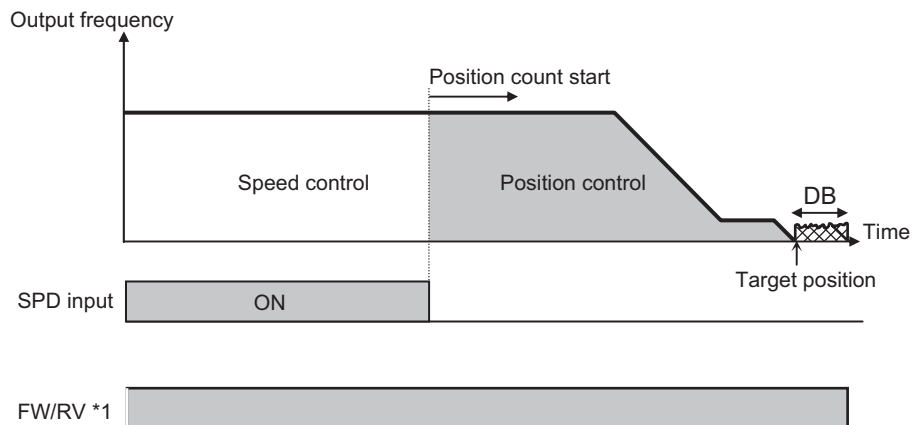 Output frequency
Position count start
Speed control
Position control
DB
Time
Target position
SPD input
ON
FW/RV *1